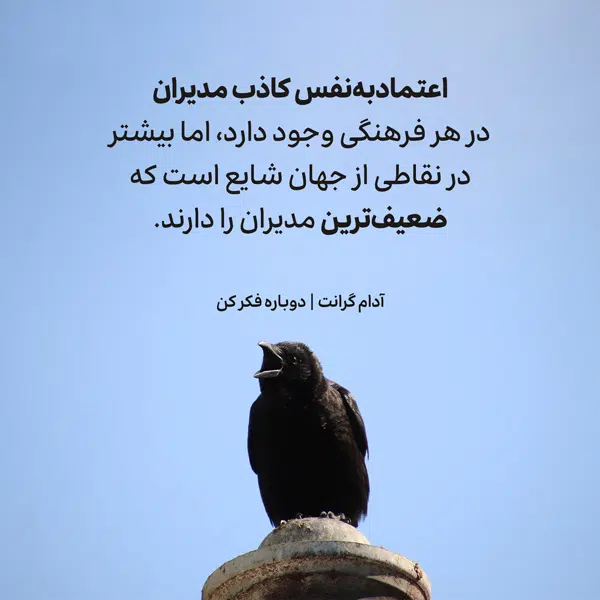 اعتمادبه‌نفس کاذب مدیران
در هر فرهنگی وجود دارد، اما بیشتر
در نقاطی از جهان شایع است که
ضعیف‌ترین مدیران را دارند.
آدام گرانت | دوباره فکر کن